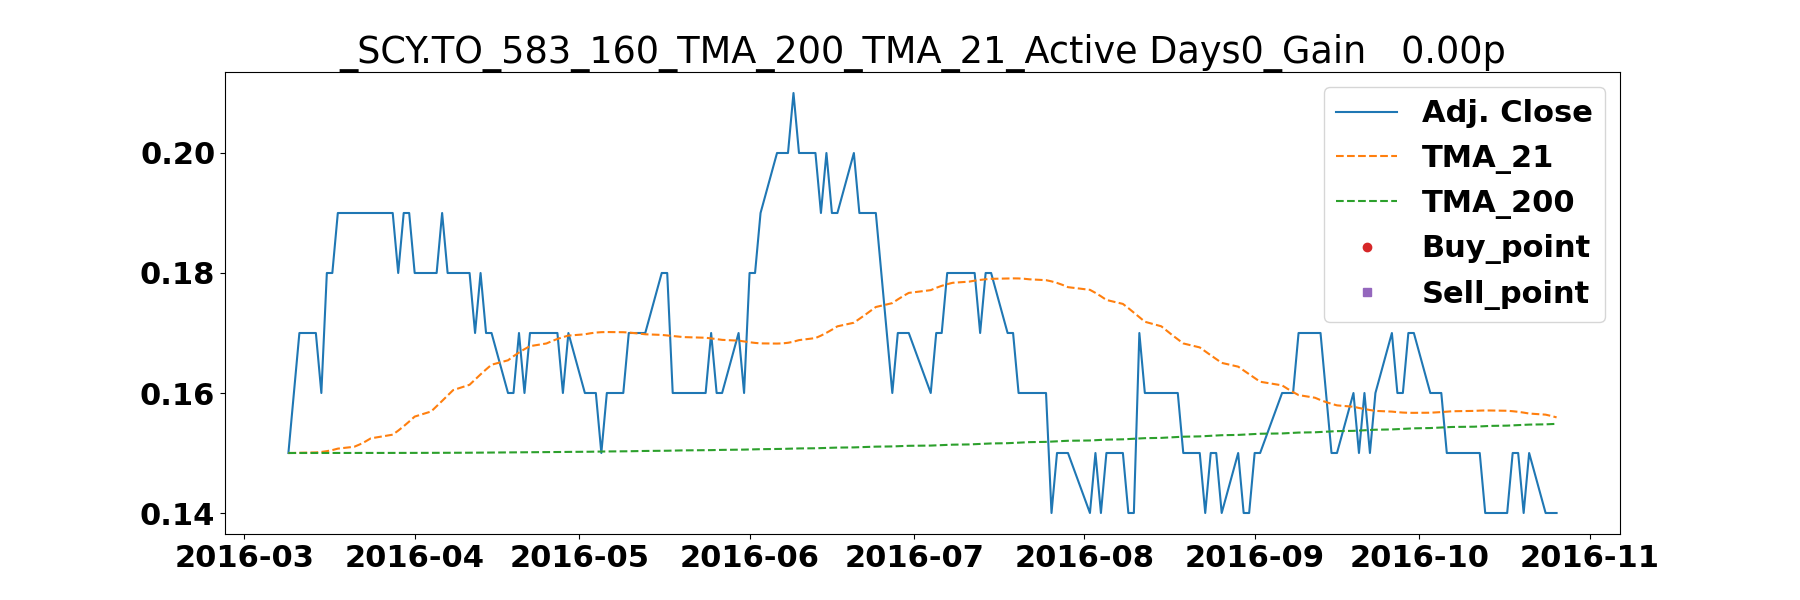 _SCY.TO_583_160_TMA_200_TMA_21_Active Days0_Gain   0.00p
Adj. Close
TMA_21
TMA_200
Buy_point
Sell_point
0.20
0.18
0.16
0.14
2016-03 2016-04 2016-05 2016-06 2016-07 2016-08 2016-09 2016-10 2016-11